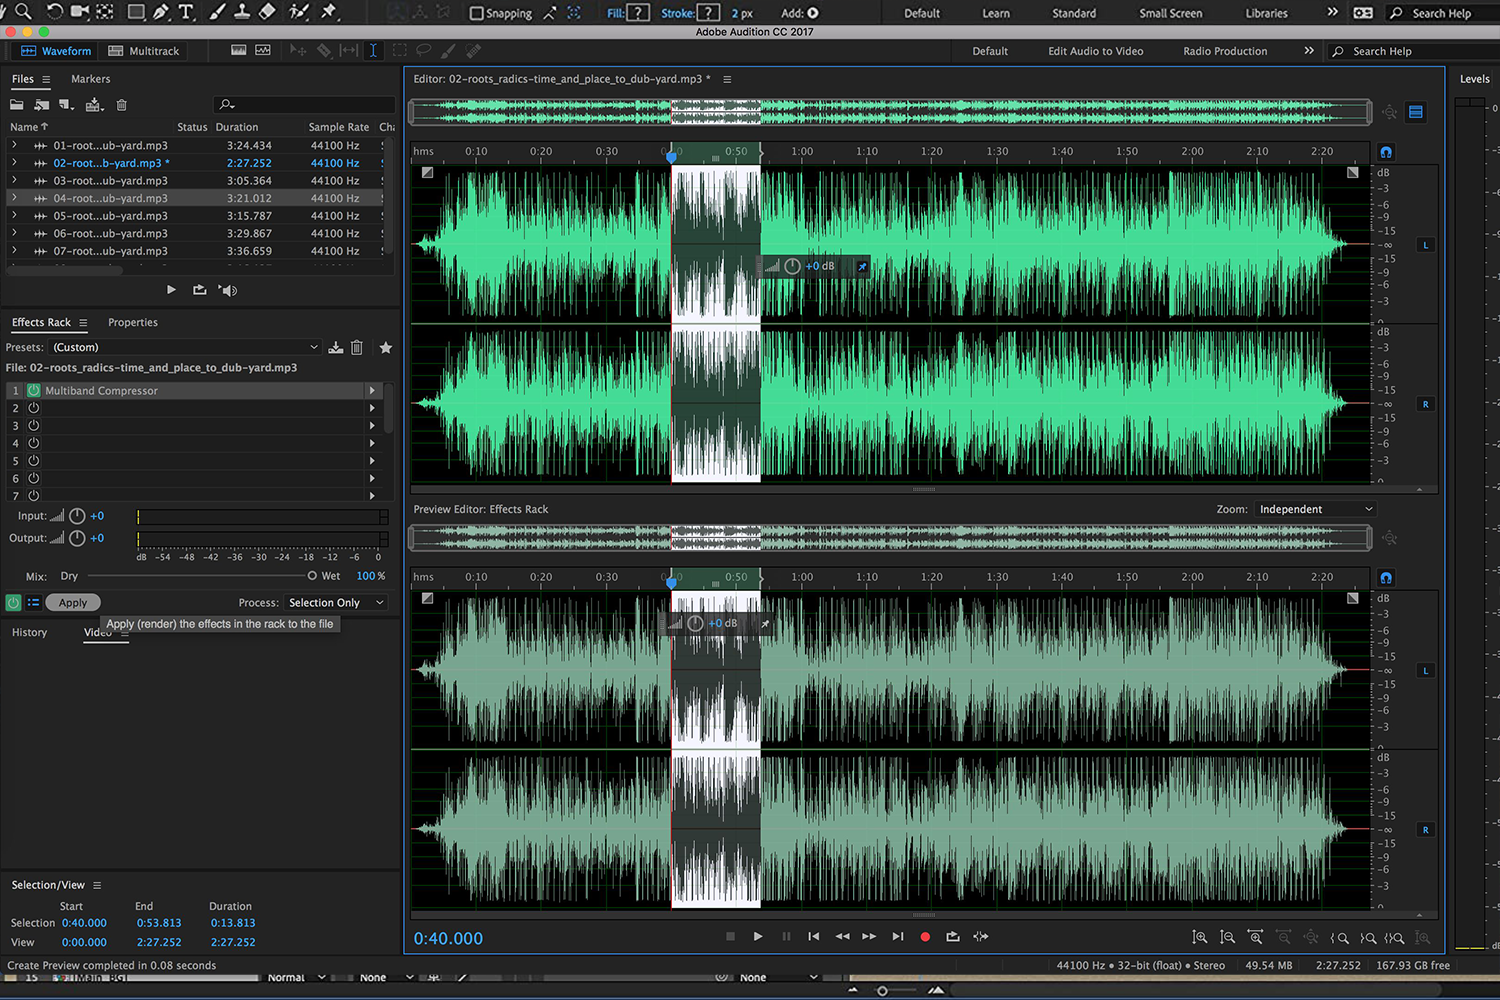 Snapping Fill: ? Stroke: ? 2 px Add: Default Learn Standard Small Screen Libraries Search Help
Adobe Audition CC 2017
Waveform Multitrack Default Edit Audio to Video Radio Production Search Help
Files Markers
Name Status Duration Sample Rate
01-root...ub-yard.mp3 3:24.434 44100 Hz
02-root...b-yard.mp3 * 2:27.252 44100 Hz
03-root...ub-yard.mp3 3:05.364 44100 Hz
04-root...ub-yard.mp3 3:21.012 44100 Hz
05-root...ub-yard.mp3 3:15.787 44100 Hz
06-root...ub-yard.mp3 3:29.867 44100 Hz
07-root...ub-yard.mp3 3:36.659 44100 Hz
Effects Rack Properties
Presets: (Custom)
File: 02-roots_radics-time_and_place_to_dub-yard.mp3
1 Multiband Compressor
2
3
4
5
6
7
Input: +0
Output: +0
dB -54 -48 -42 -36 -30 -24 -18 -12 -6 0
Mix: Dry Wet 100 %
Apply Process: Selection Only
Apply (render) the effects in the rack to the file
History Video
Selection/View
Start End Duration
Selection 0:40.000 0:53.813 0:13.813
View 0:00.000 2:27.252 2:27.252
Create Preview completed in 0.08 seconds
Editor: 02-roots_radics-time_and_place_to_dub-yard.mp3 *
hms 0:10 0:20 0:30 0:50 1:00 1:10 1:20 1:30 1:40 1:50 2:00 2:10 2:20
dB
-3
-6
-9
-15
-∞
-15
-9
-6
-3
L
+0 dB
dB
-3
-6
-9
-15
-∞
-15
-9
-6
-3
R
Preview Editor: Effects Rack Zoom: Independent
hms 0:10 0:20 0:30 0:50 1:00 1:10 1:20 1:30 1:40 1:50 2:00 2:10 2:20
dB
-3
-6
-15
-∞
-15
-9
-6
-3
L
+0 dB
dB
-3
-6
-9
-15
-∞
-15
-9
-6
-3
R
0:40.000
44100 Hz • 32-bit (float) • Stereo 49.54 MB 2:27.252 167.93 GB free
Levels
15 Main BG Normal None None